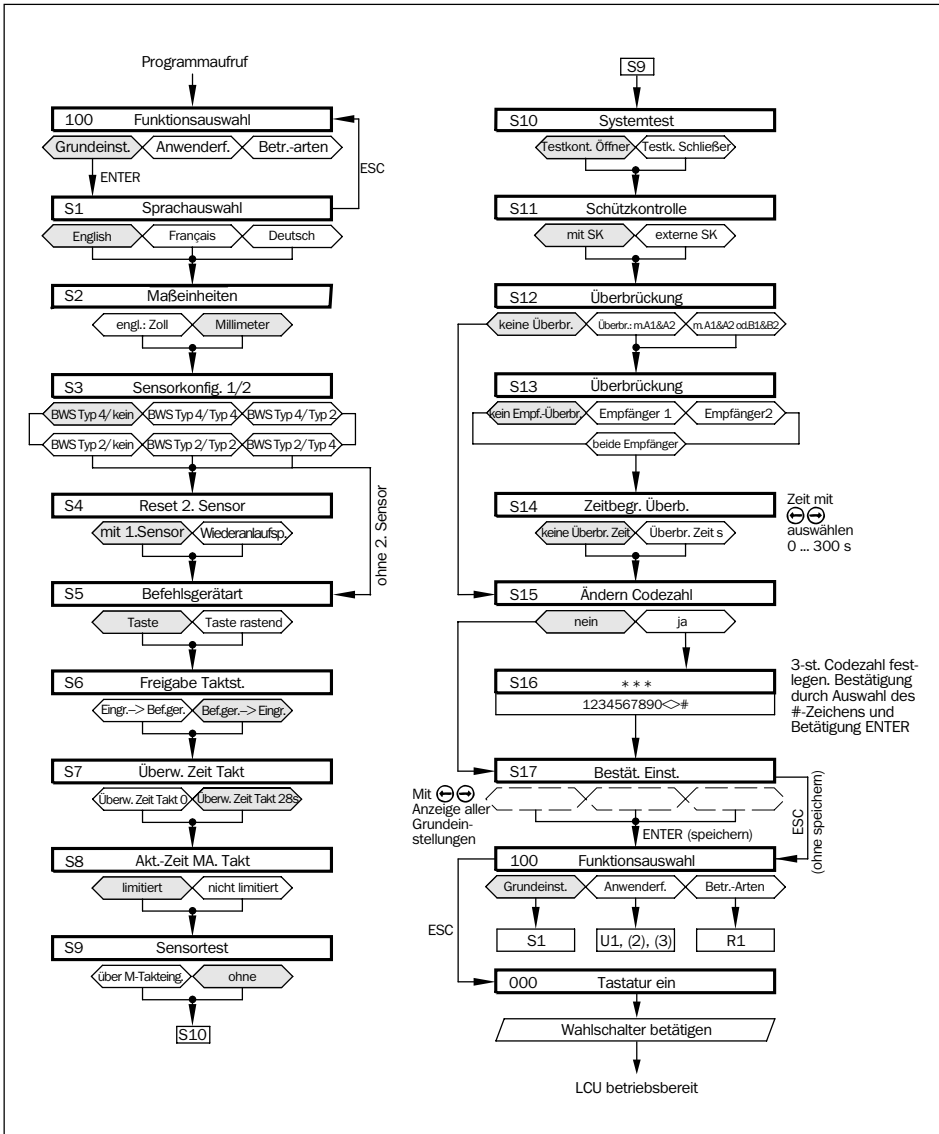 Programmaufruf
100 Funktionsauswahl
Grundeinst. Anwenderf. Betr.-arten
ENTER
ESC
S1 Sprachauswahl
English Français Deutsch
S2 Maßeinheiten
engl.: Zoll Millimeter
S3 Sensorkonfig. 1/2
BWS Typ 4/kein BWS Typ 4/Typ 4 BWS Typ 4/Typ 2
BWS Typ 2/kein BWS Typ 2/Typ 2 BWS Typ 2/Typ 4
S4 Reset 2. Sensor
mit 1.Sensor Wiederanlaufsp.
ohne 2. Sensor
S5 Befehlsgerätart
Taste Taste rastend
S6 Freigabe Taktst.
Eingr.–> Bef.ger. Bef.ger.–> Eingr.
S7 Überw. Zeit Takt
Überw. Zeit Takt 0 Überw. Zeit Takt 28s
S8 Akt.-Zeit MA. Takt
limitiert nicht limitiert
S9 Sensortest
über M-Takteing. ohne
S10
S9
S10 Systemtest
Testkont. Öffner Testk. Schließer
S11 Schützkontrolle
mit SK externe SK
S12 Überbrückung
keine Überbr. Überbr.: m.A1&A2 m.A1&A2 od.B1&B2
S13 Überbrückung
kein Empf.-Überbr. Empfänger 1 Empfänger2
beide Empfänger
S14 Zeitbegr. Überb.
keine Überbr. Zeit Überbr. Zeit s
Zeit mit
auswählen
0 ... 300 s
S15 Ändern Codezahl
nein ja
S16 ***
1234567890<>#
3-st. Codezahl fest-
legen. Bestätigung
durch Auswahl des
#-Zeichens und
Betätigung ENTER
S17 Bestät. Einst.
Mit
Anzeige aller
Grundein-
stellungen
ENTER (speichern)
ESC
(ohne speichern)
100 Funktionsauswahl
Grundeinst. Anwenderf. Betr.-Arten
ESC
S1 U1, (2), (3) R1
000 Tastatur ein
Wahlschalter betätigen
LCU betriebsbereit